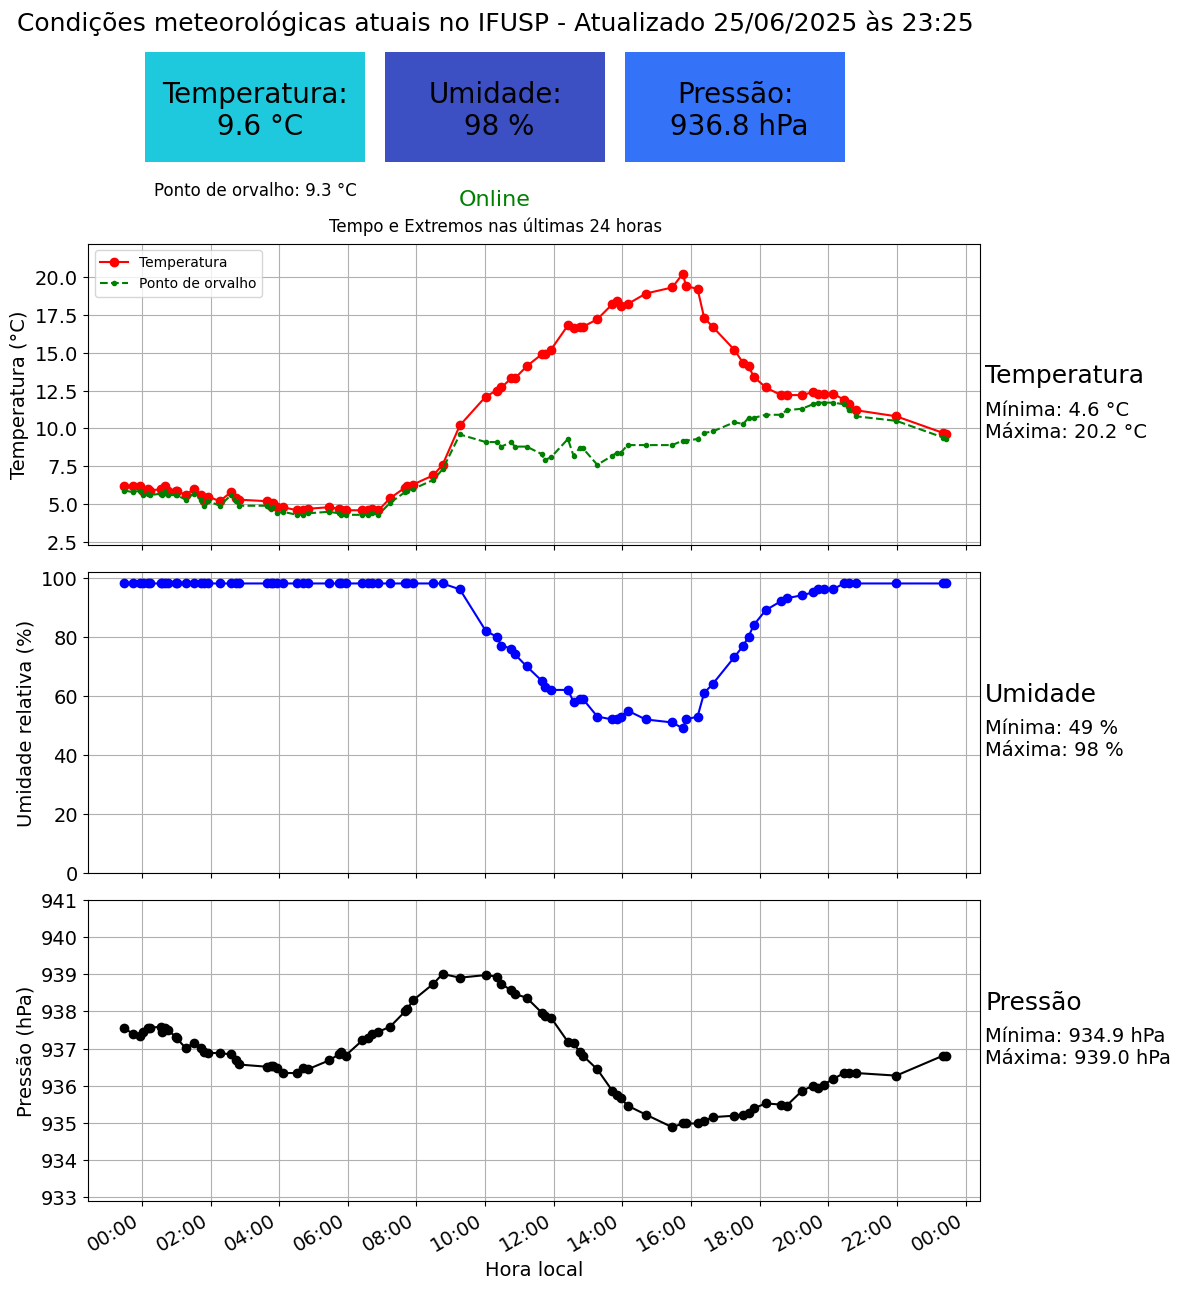 Condições meteorológicas atuais no IFUSP - Atualizado 25/06/2025 às 23:25
Temperatura:
9.6 °C
Umidade:
98 %
Pressão:
936.8 hPa
Ponto de orvalho: 9.3 °C
Online
Tempo e Extremos nas últimas 24 horas
Temperatura
Ponto de orvalho
Temperatura (°C)
20.0
17.5
15.0
12.5
10.0
7.5
5.0
2.5
Temperatura
Mínima: 4.6 °C
Máxima: 20.2 °C
Umidade relativa (%)
100
80
60
40
20
0
Umidade
Mínima: 49 %
Máxima: 98 %
Pressão (hPa)
941
940
939
938
937
936
935
934
933
Pressão
Mínima: 934.9 hPa
Máxima: 939.0 hPa
00:00 02:00 04:00 06:00 08:00 10:00 12:00 14:00 16:00 18:00 20:00 22:00 00:00
Hora local